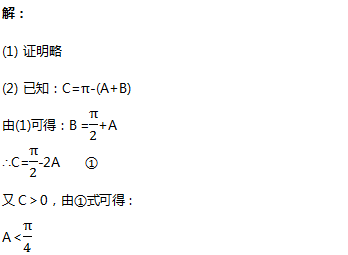 解：
(1) 证明略
(2) 已知：C=π-(A+B)
由(1)可得：B =π/2+A
∴C=π/2-2A ①
又 C＞0，由①式可得：
A＜π/4